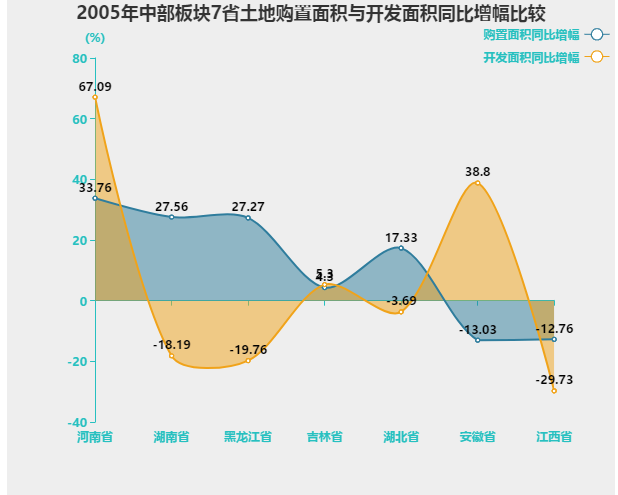 2005年中部板块7省土地购置面积与开发面积同比增幅比较
(%)
购置面积同比增幅
开发面积同比增幅
80
60
40
20
0
-20
-40
67.09
33.76
27.56
27.27
5.3
4.3
17.33
38.8
-3.69
-13.03
-12.76
-18.19
-19.76
-29.73
河南省
湖南省
黑龙江省
吉林省
湖北省
安徽省
江西省